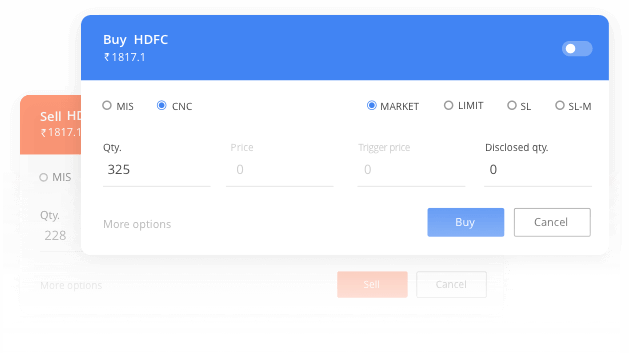 Buy HDFC
₹1817.1
MIS CNC MARKET LIMIT SL SL-M
Qty. Price Trigger price Disclosed qty.
325 0 0 0
More options Buy Cancel
Sell HD
₹1817.1
MIS
Qty.
228
More options Sell Cancel